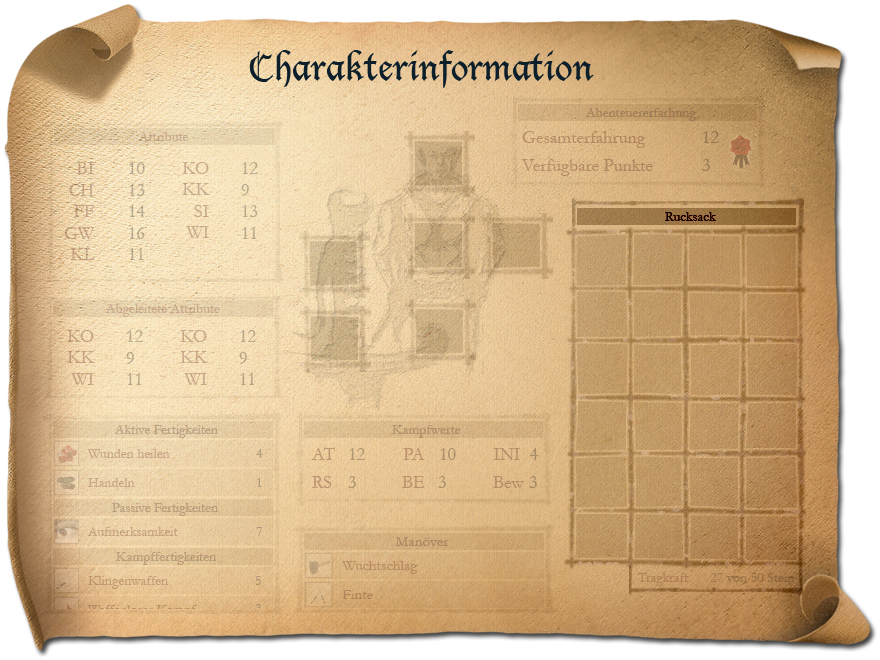 Charakterinformation
Attribute
BI 10 KO 12
CH 13 KK 9
FF 14 SI 13
GW 16 WI 11
KL 11
Abgeleitete Attribute
KO 12 KO 12
KK 9 KK 9
WI 11 WI 11
Aktive Fertigkeiten
Wunden heilen 4
Handeln 1
Passive Fertigkeiten
Aufmerksamkeit 7
Kampffertigkeiten
Klingenwaffen 5
Kampfwerte
AT 12 PA 10 INI 4
RS 3 BE 3 Bew 3
Manöver
Wuchtschlag
Finte
Abenteuererfahrung
Gesamterfahrung 12
Verfügbare Punkte 3
Rucksack
Tragkraft 27 von 50 Stein